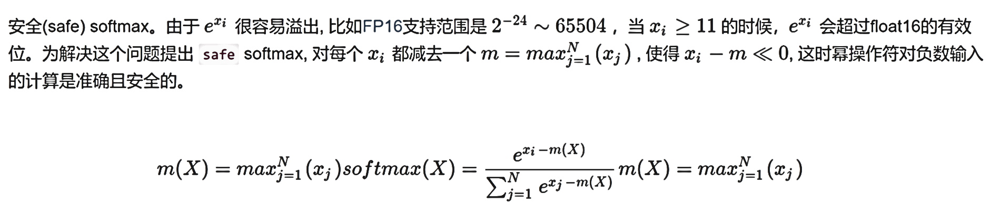 安全(safe) softmax。由于 $e^{x_i}$ 很容易溢出, 比如FP16支持范围是 $2^{-24} \sim 65504$ ，当 $x_i \geq 11$ 的时候，$e^{x_i}$ 会超过float16的有效
位。为解决这个问题提出 safe softmax, 对每个 $x_i$ 都减去一个 $m = max_{j=1}^{N}(x_j)$ , 使得 $x_i - m \ll 0$, 这时幂操作符对负数输入
的计算是准确且安全的。
$m(X) = max_{j=1}^{N}(x_j)softmax(X) = \frac{e^{x_i-m(X)}}{\sum_{j=1}^{N} e^{x_j-m(X)}} m(X) = max_{j=1}^{N}(x_j)$